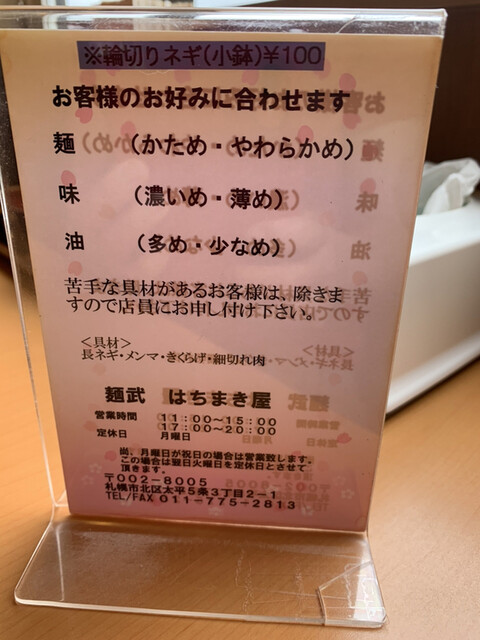 ※輪切りネギ(小鉢)¥100
お客様のお好みに合わせます
麺 (かため・やわらかめ)
味 (濃いめ・薄め)
油 (多め・少なめ)
苦手な具材があるお客様は、除きま
すので店員にお申し付け下さい。
<具材>
長ネギ・メンマ・きくらげ・細切れ肉
麺武 はちまき屋
営業時間 11:00~15:00
17:00~20:00
定休日 月曜日
尚、月曜日が祝日の場合は営業致します。
この場合は翌日火曜日を定休日とさせて
頂きます。
〒002-8005
札幌市北区太平5条3丁目2-1
TEL/FAX 011-775-2813